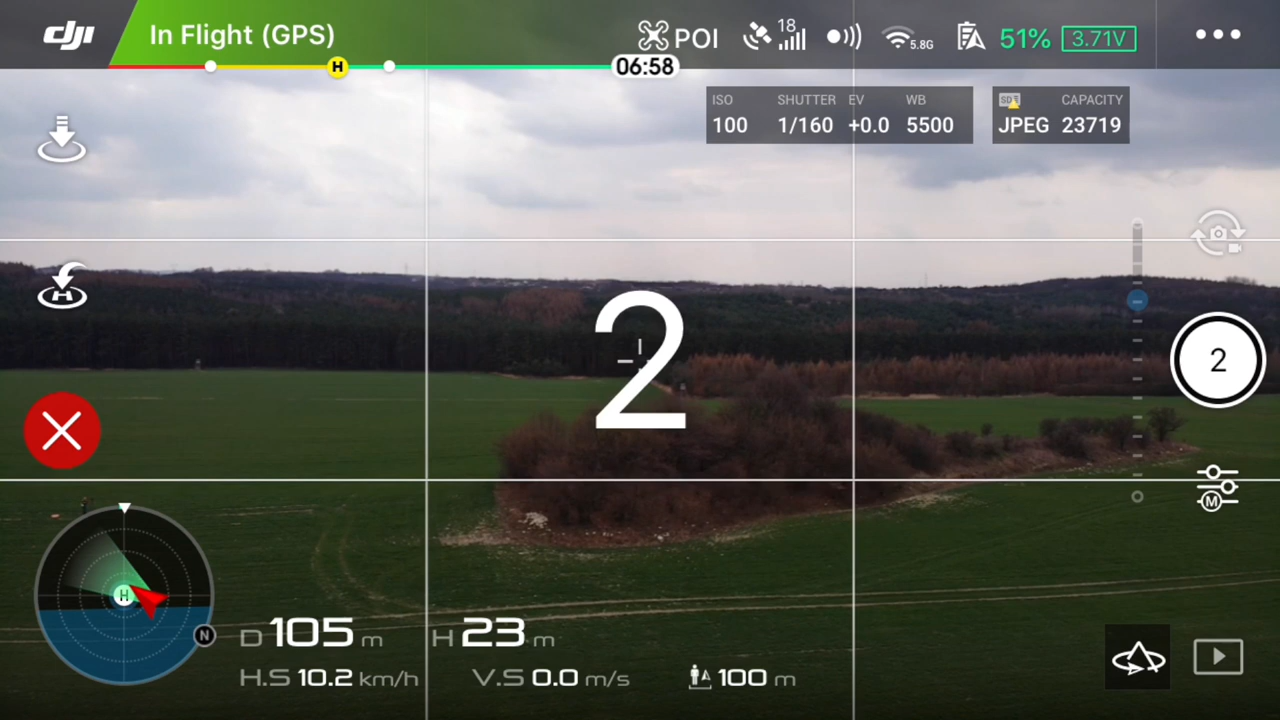 dji In Flight (GPS) POI 18 5.8G 51% 3.71V
H 06:58
ISO SHUTTER EV WB SD CAPACITY
100 1/160 +0.0 5500 JPEG 23719
H
2
2
M
H
N
D 105 m H 23 m
H.S 10.2 km/h V.S 0.0 m/s 100 m